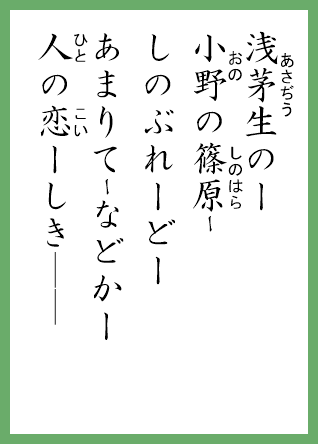 浅茅生のー
小野の篠原ー
しのぶれーどー
あまりてーなどかー
人の恋ーしき――
あさぢう
おの
しのはら
ひと
こい